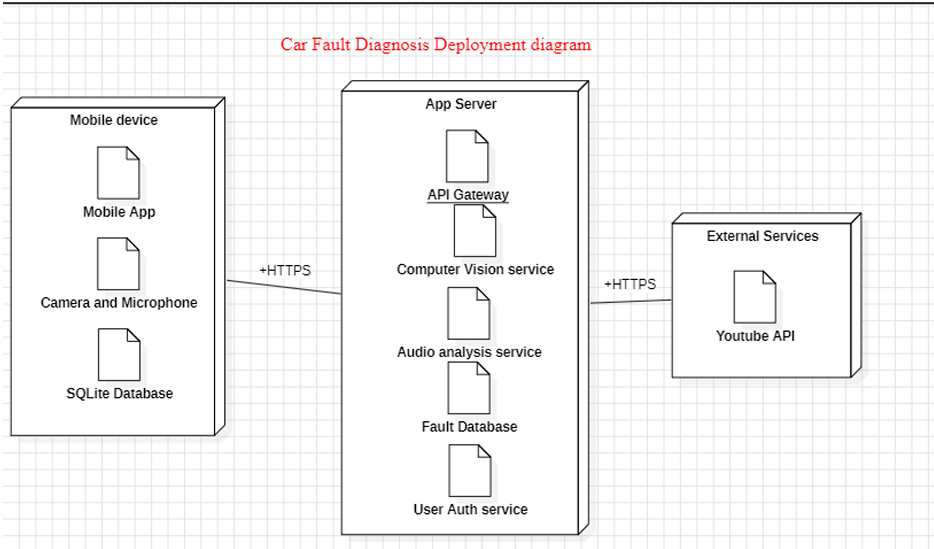 Car Fault Diagnosis Deployment diagram
Mobile device
Mobile App
Camera and Microphone
SQLite Database
+HTTPS
App Server
API Gateway
Computer Vision service
Audio analysis service
Fault Database
User Auth service
+HTTPS
External Services
Youtube API